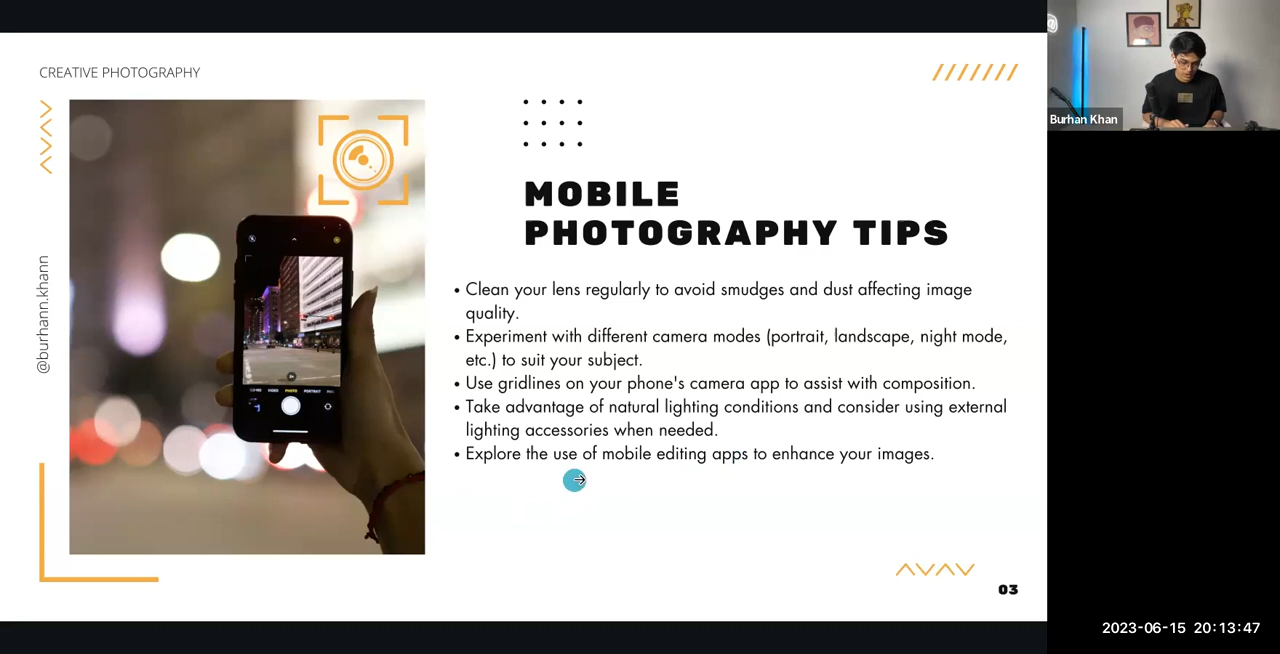 CREATIVE PHOTOGRAPHY
@burhann.khann
MOBILE
PHOTOGRAPHY TIPS
• Clean your lens regularly to avoid smudges and dust affecting image
quality.
• Experiment with different camera modes (portrait, landscape, night mode,
etc.) to suit your subject.
• Use gridlines on your phone's camera app to assist with composition.
• Take advantage of natural lighting conditions and consider using external
lighting accessories when needed.
• Explore the use of mobile editing apps to enhance your images.
VIDEO PHOTO PORTRAIT
03
Burhan Khan
2023-06-15 20:13:47